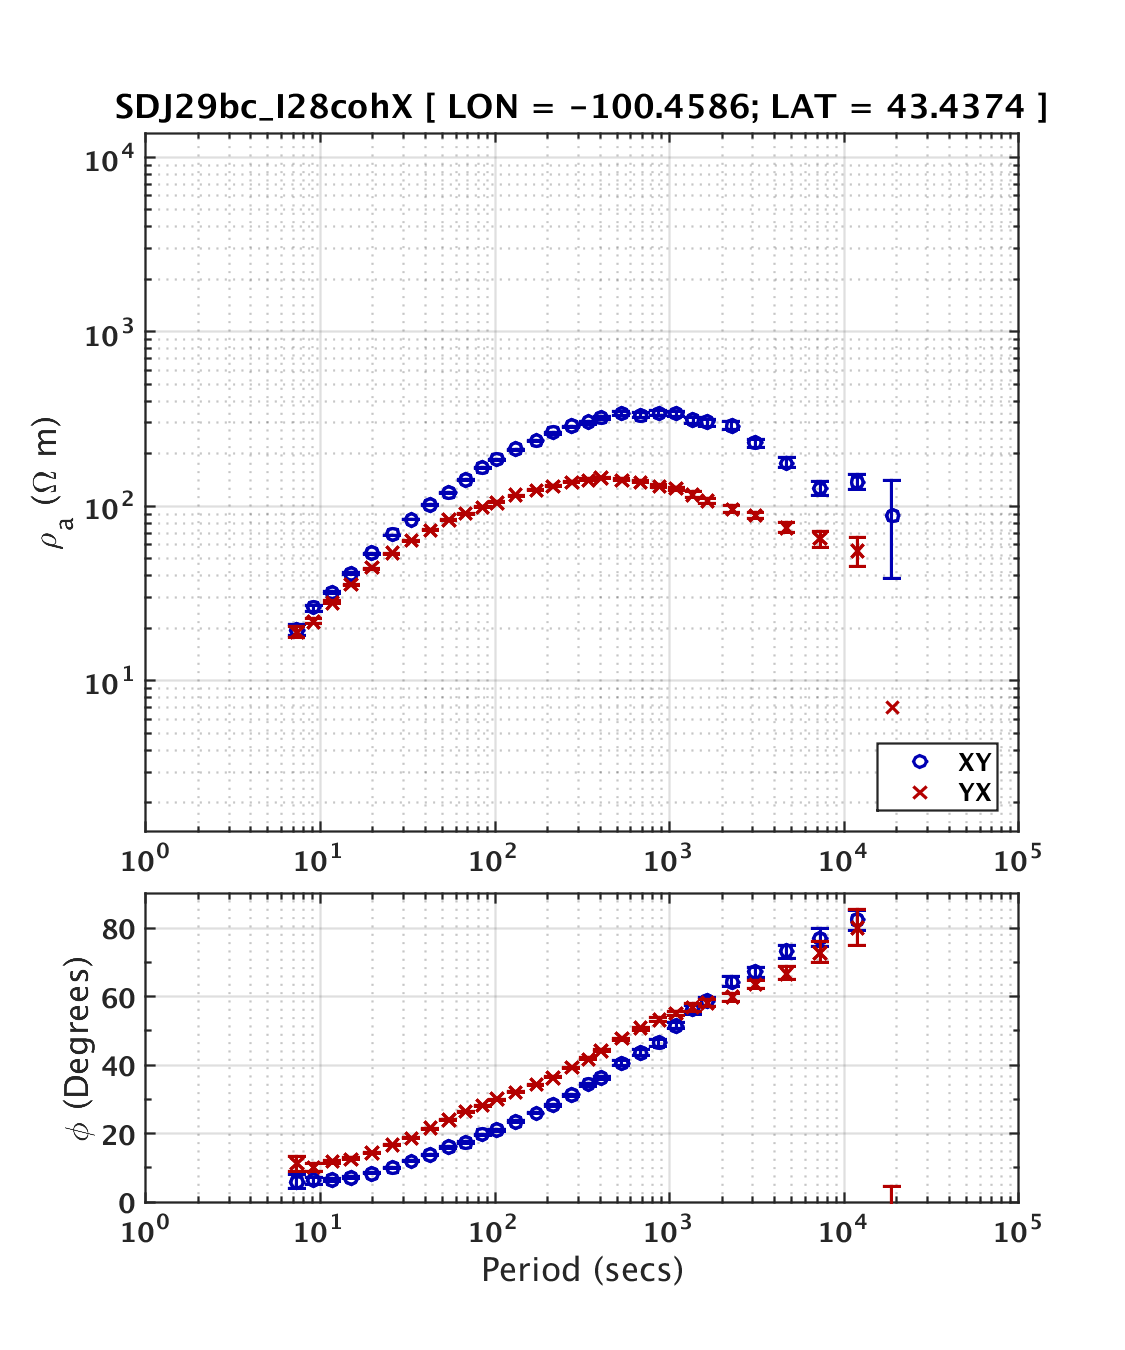 SDJ29bc_I28cohX [ LON = -100.4586; LAT = 43.4374 ]
10⁴
10³
10²
10¹
ρₐ (Ω m)
XY
YX
10⁰ 10¹ 10² 10³ 10⁴ 10⁵
80
60
40
20
0
ϕ (Degrees)
10⁰ 10¹ 10² 10³ 10⁴ 10⁵
Period (secs)